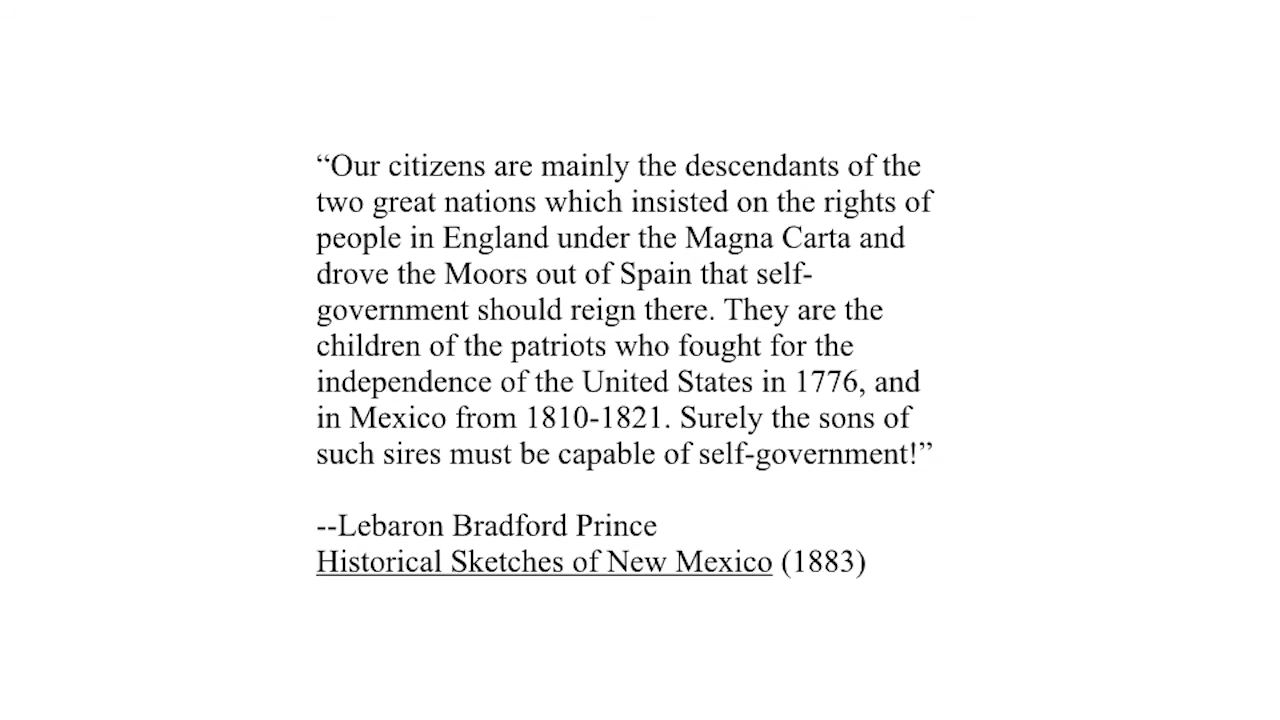 “Our citizens are mainly the descendants of the
two great nations which insisted on the rights of
people in England under the Magna Carta and
drove the Moors out of Spain that self-
government should reign there. They are the
children of the patriots who fought for the
independence of the United States in 1776, and
in Mexico from 1810-1821. Surely the sons of
such sires must be capable of self-government!”
--Lebaron Bradford Prince
Historical Sketches of New Mexico (1883)